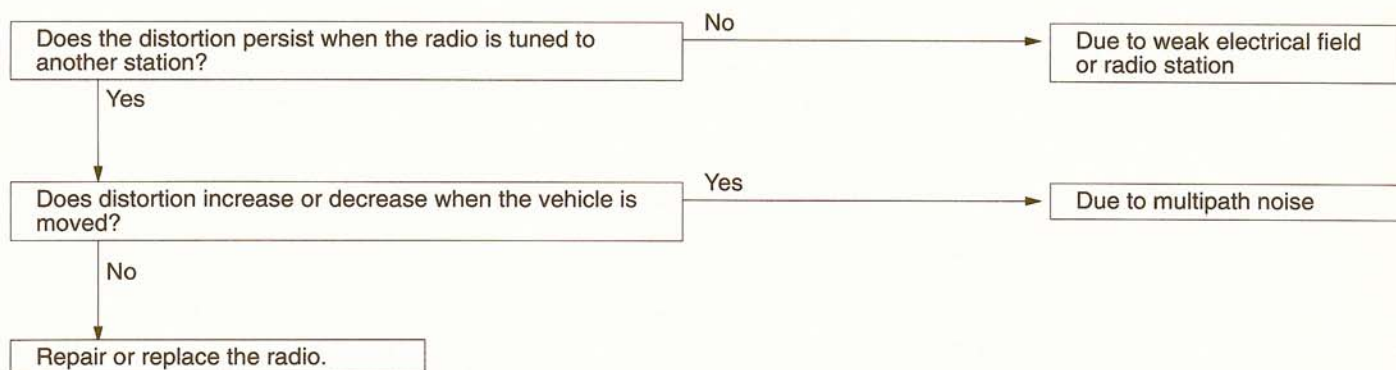 Does the distortion persist when the radio is tuned to
another station?
No
Due to weak electrical field
or radio station
Yes
Does distortion increase or decrease when the vehicle is
moved?
Yes
Due to multipath noise
No
Repair or replace the radio.